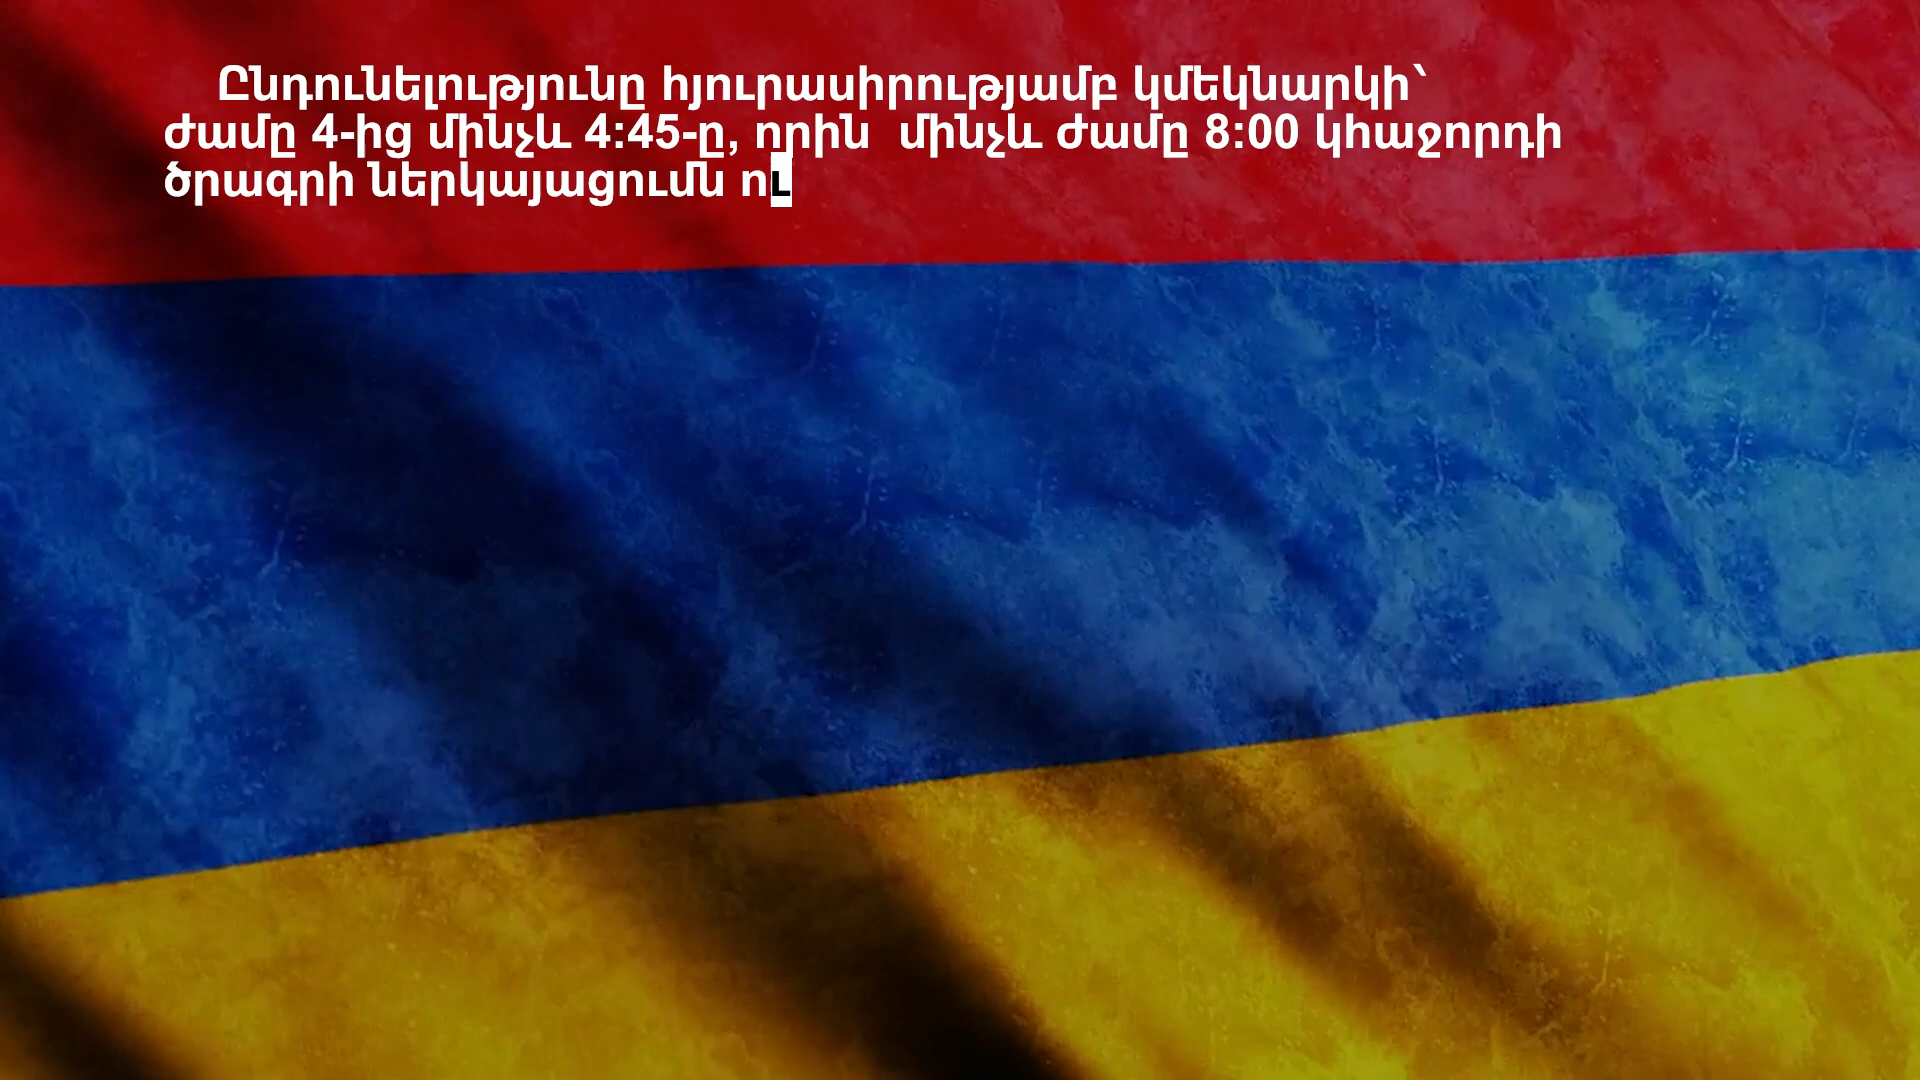 Ընդունելությունը հյուրասիրությամբ կմեկնարկի՝
ժամը 4-ից մինչև 4:45-ը, որին մինչև ժամը 8:00 կհաջորդի
ծրագրի ներկայացումն ու